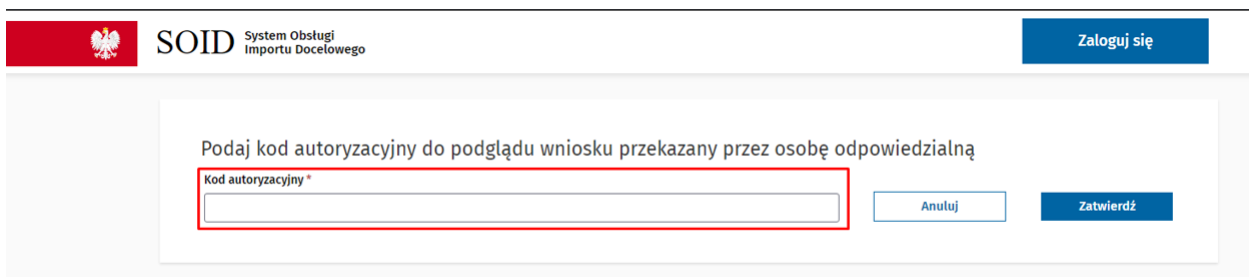 SOID
System Obsługi
Importu Docelowego
Zaloguj się
Podaj kod autoryzacyjny do podglądu wniosku przekazany przez osobę odpowiedzialną
Kod autoryzacyjny *
Anuluj
Zatwierdź